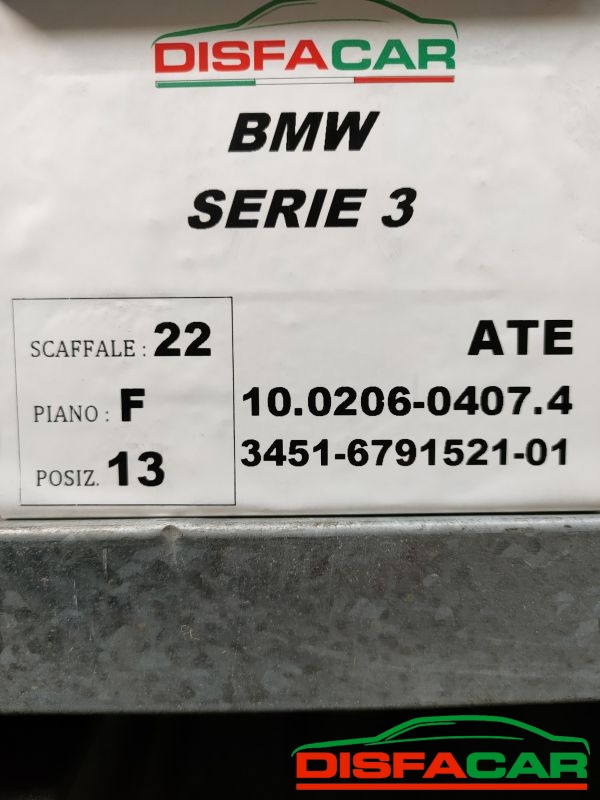 DISFACAR
BMW
SERIE 3
SCAFFALE : 22
PIANO : F
POSIZ. 13
ATE
10.0206-0407.4
3451-6791521-01
DISFACAR